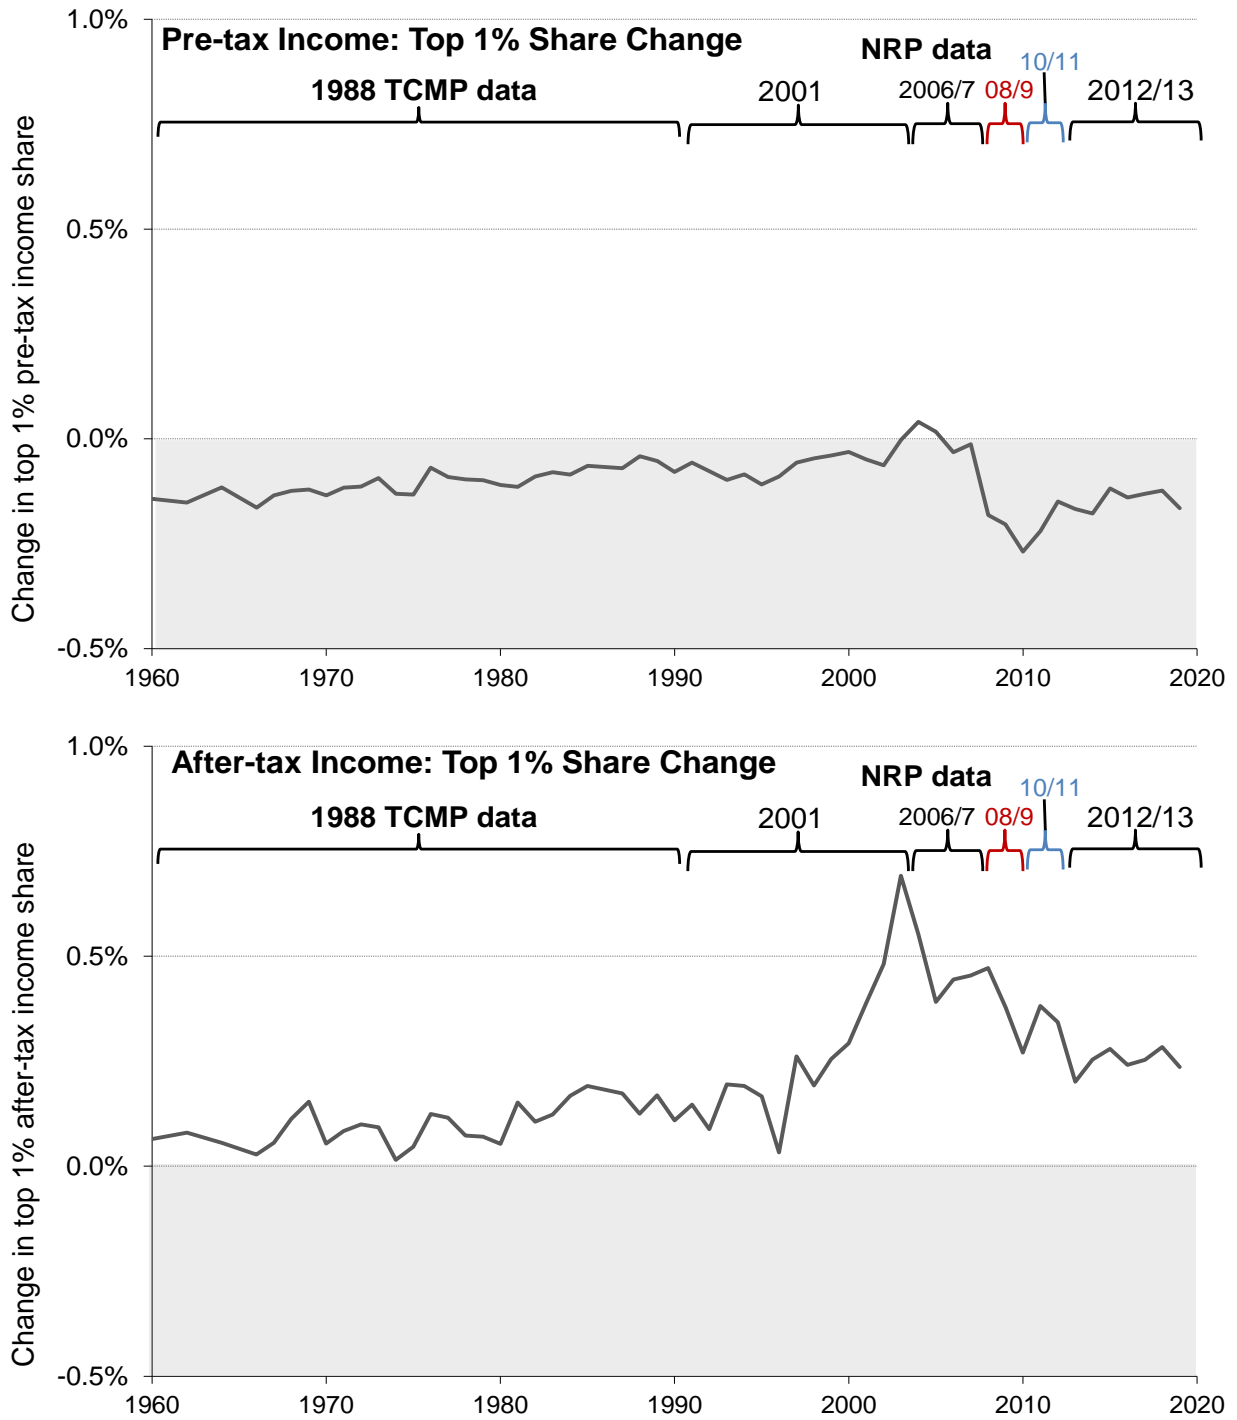 1.0%
Pre-tax Income: Top 1% Share Change
NRP data
10/11
1988 TCMP data
2001
2006/7
08/9
2012/13
Change in top 1% pre-tax income share
0.5%
0.0%
-0.5%
1960 1970 1980 1990 2000 2010 2020
1.0%
After-tax Income: Top 1% Share Change
NRP data
10/11
1988 TCMP data
2001
2006/7
08/9
2012/13
Change in top 1% after-tax income share
0.5%
0.0%
-0.5%
1960 1970 1980 1990 2000 2010 2020